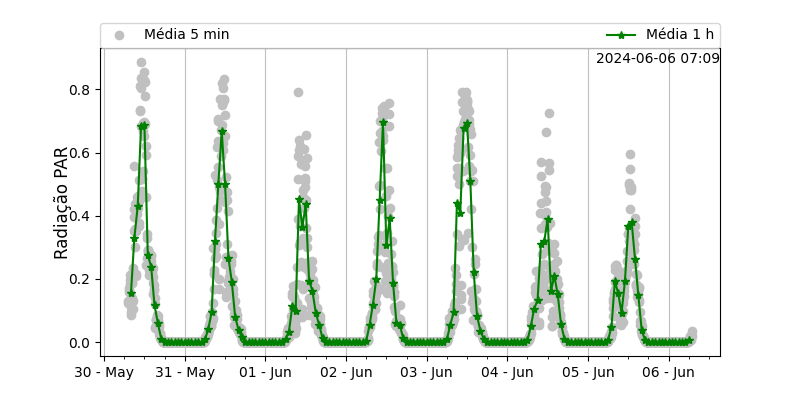 Média 5 min
Média 1 h
2024-06-06 07:09
Radiação PAR
0.8
0.6
0.4
0.2
0.0
30 - May
31 - May
01 - Jun
02 - Jun
03 - Jun
04 - Jun
05 - Jun
06 - Jun